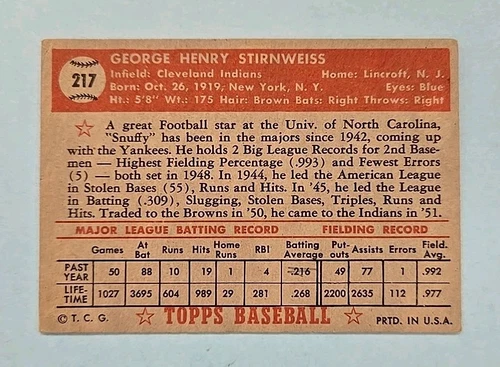 217
GEORGE HENRY STIRNWEISS
Infield: Cleveland Indians Home: Lincroft, N. J.
Born: Oct. 26, 1919, New York, N. Y. Eyes: Blue
Ht.: 5'8" Wt.: 175 Hair: Brown Bats: Right Throws: Right
A great Football star at the Univ. of North Carolina,
"Snuffy" has been in the majors since 1942, coming up
with the Yankees. He holds 2 Big League Records for 2nd Base-
men — Highest Fielding Percentage (.993) and Fewest Errors
(5) — both set in 1948. In 1944, he led the American League
in Stolen Bases (55), Runs and Hits. In '45, he led the League
in Batting (.309), Slugging, Stolen Bases, Triples, Runs and
Hits. Traded to the Browns in '50, he came to the Indians in '51.
MAJOR LEAGUE BATTING RECORD FIELDING RECORD
Games At Bat Runs Hits Home Runs RBI Batting Average Put-outs Assists Errors Field. Avg.
PAST YEAR 50 88 10 19 1 4 .216 49 77 1 .992
LIFE-TIME 1027 3695 604 989 29 281 .268 2200 2635 112 .977
© T. C. G. ☆ TOPPS BASEBALL ☆ PRTD. IN U.S.A.